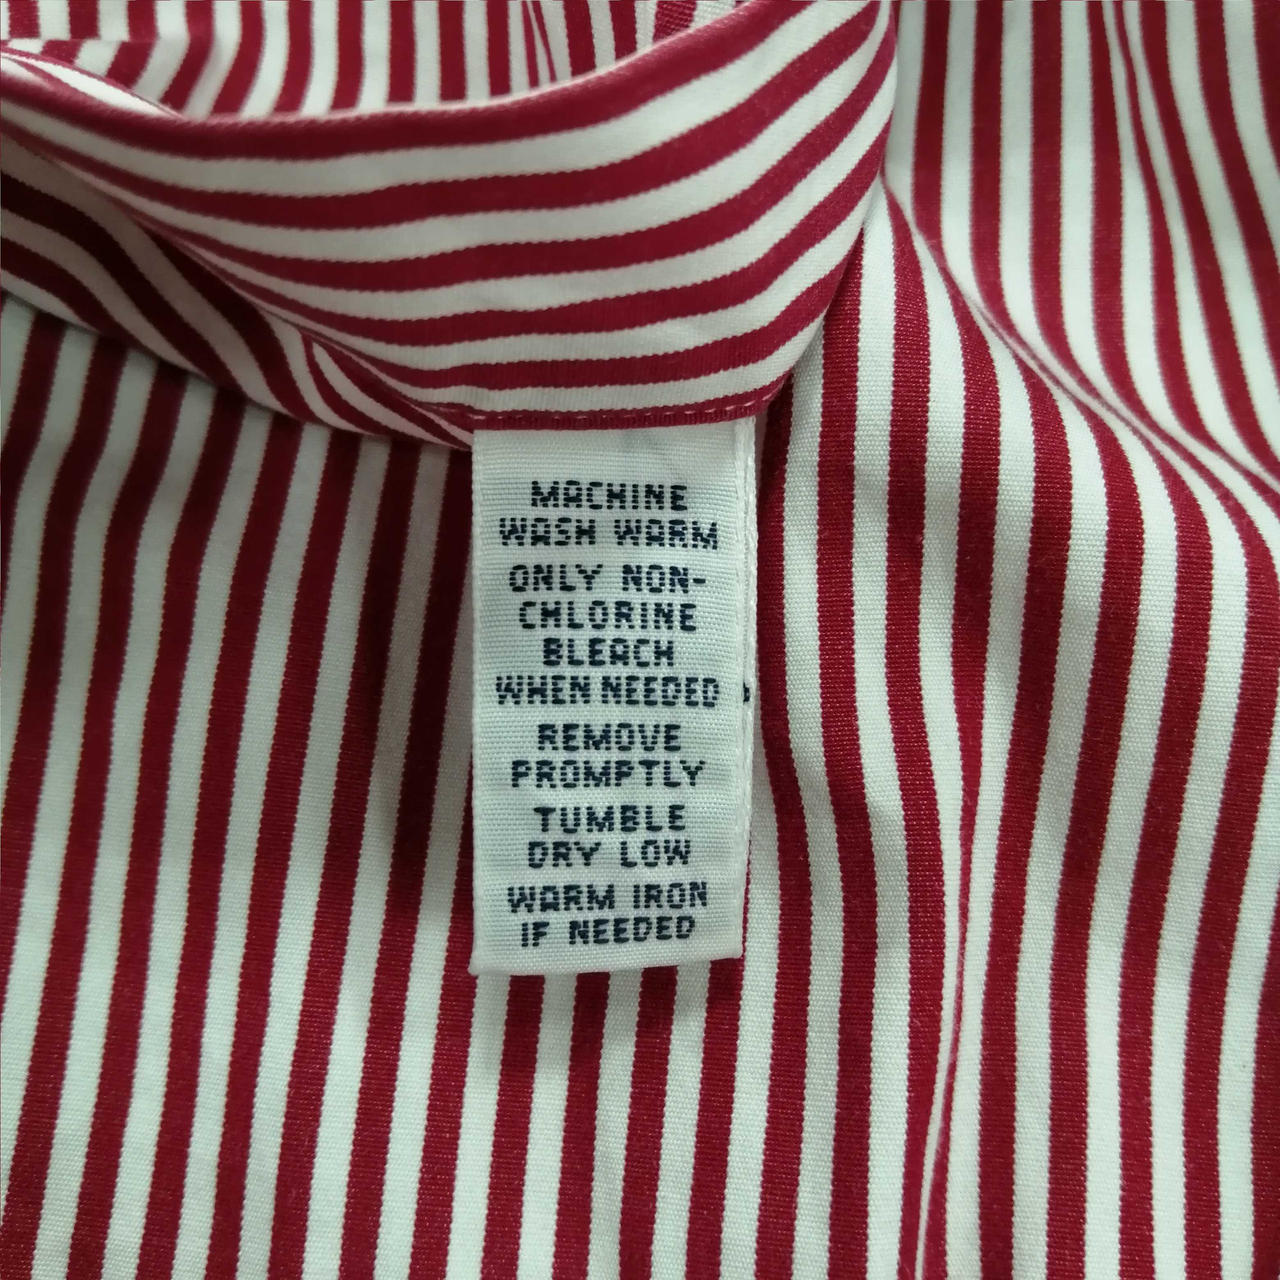 MACHINE
WASH WARM
ONLY NON-
CHLORINE
BLEACH
WHEN NEEDED
REMOVE
PROMPTLY
TUMBLE
DRY LOW
WARM IRON
IF NEEDED